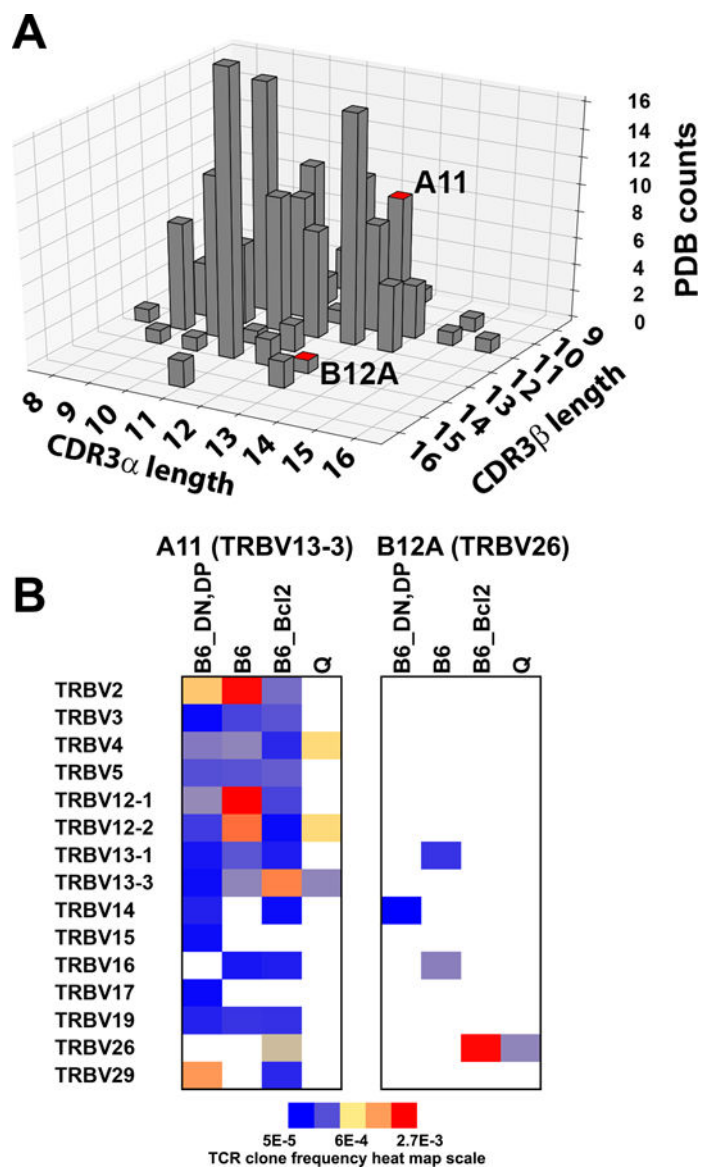 A
16
14
12
10
8
6
4
2
0
PDB counts
A11
B12A
8 9 10 11 12 13 14 15 16
CDR3α length
16 15 14 13 12 11 10 9
CDR3β length
A11 (TRBV13-3) B12A (TRBV26)
B
B6_DN,DP B6 B6_Bcl2 Q B6_DN,DP B6 B6_Bcl2 Q
TRBV2
TRBV3
TRBV4
TRBV5
TRBV12-1
TRBV12-2
TRBV13-1
TRBV13-3
TRBV14
TRBV15
TRBV16
TRBV17
TRBV19
TRBV26
TRBV29
5E-5 6E-4 2.7E-3
TCR clone frequency heat map scale